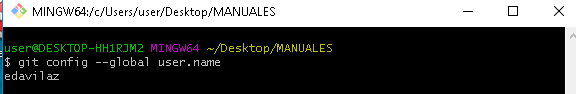 MINGW64:/c/Users/user/Desktop/MANUALES
user@DESKTOP-HH1RJM2 MINGW64 ~/Desktop/MANUALES
$ git config --global user.name
edavilaz